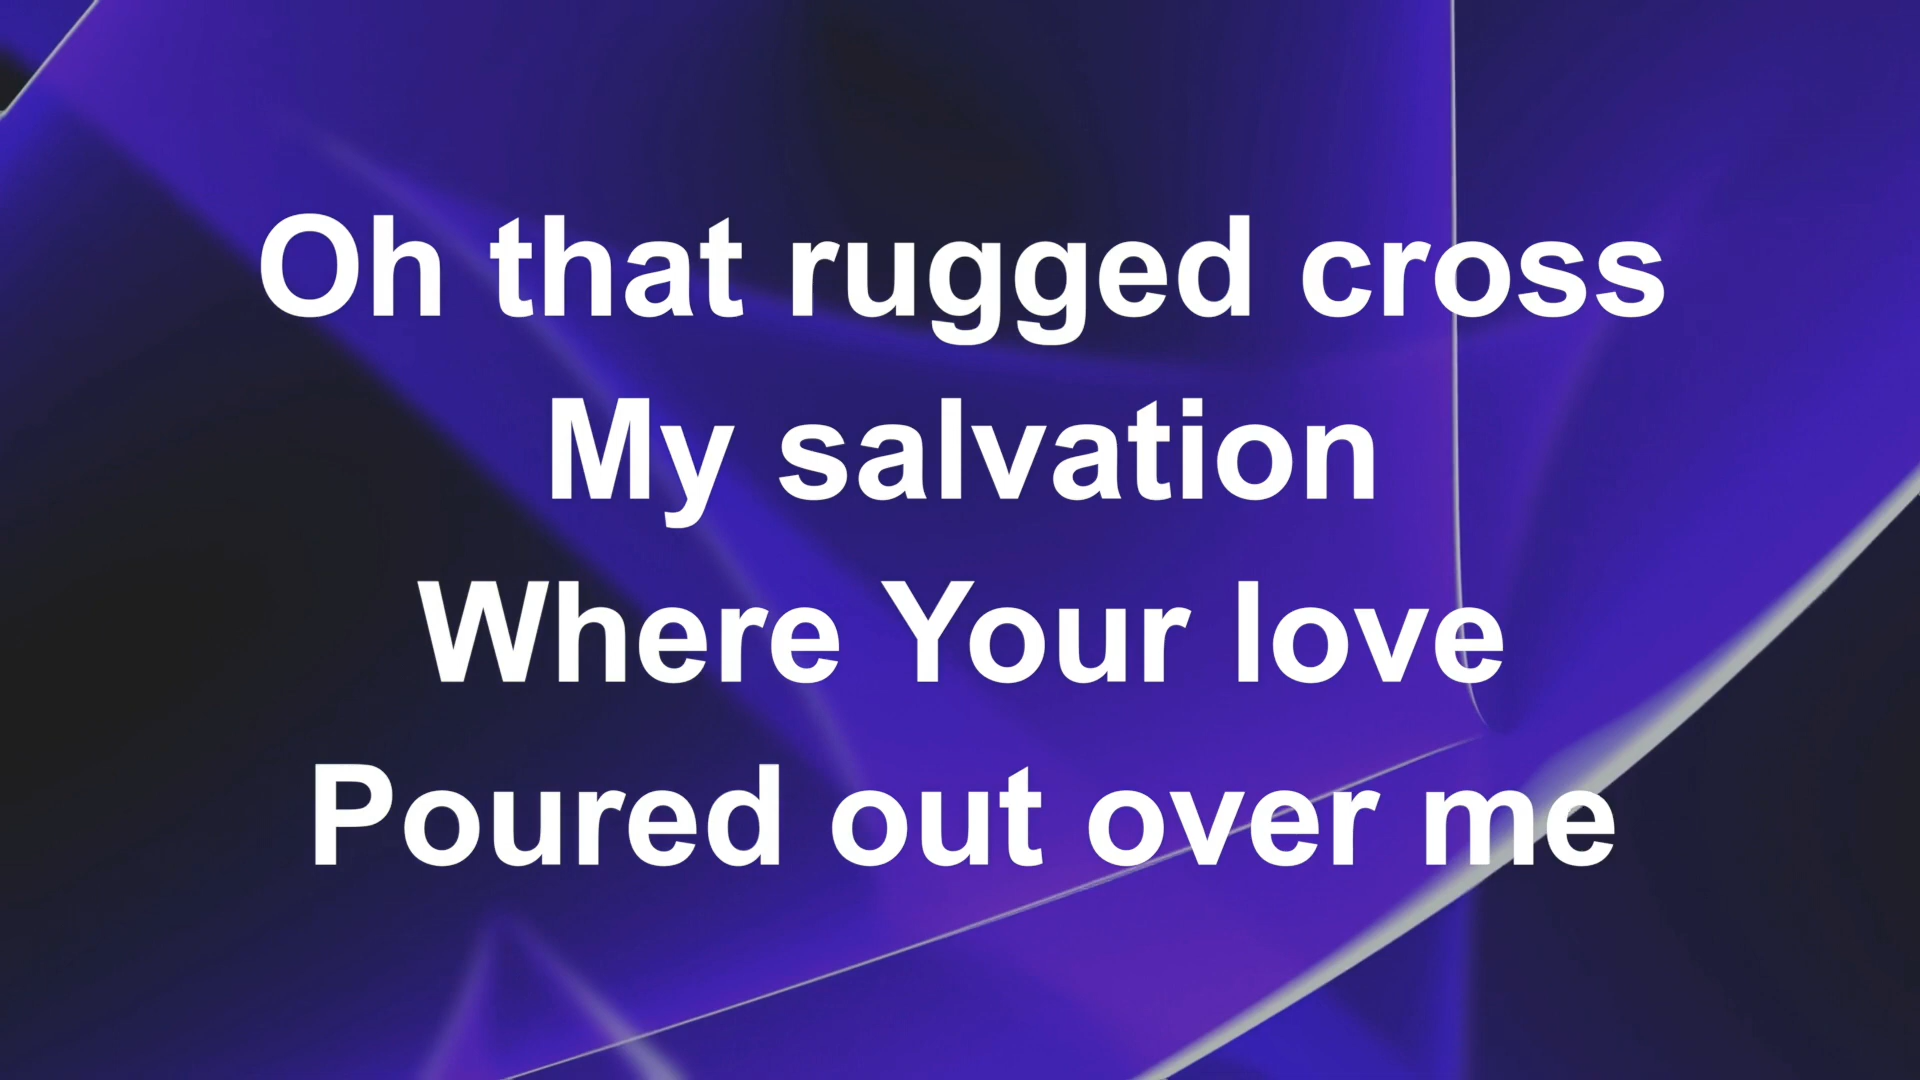 Oh that rugged cross
My salvation
Where Your love
Poured out over me